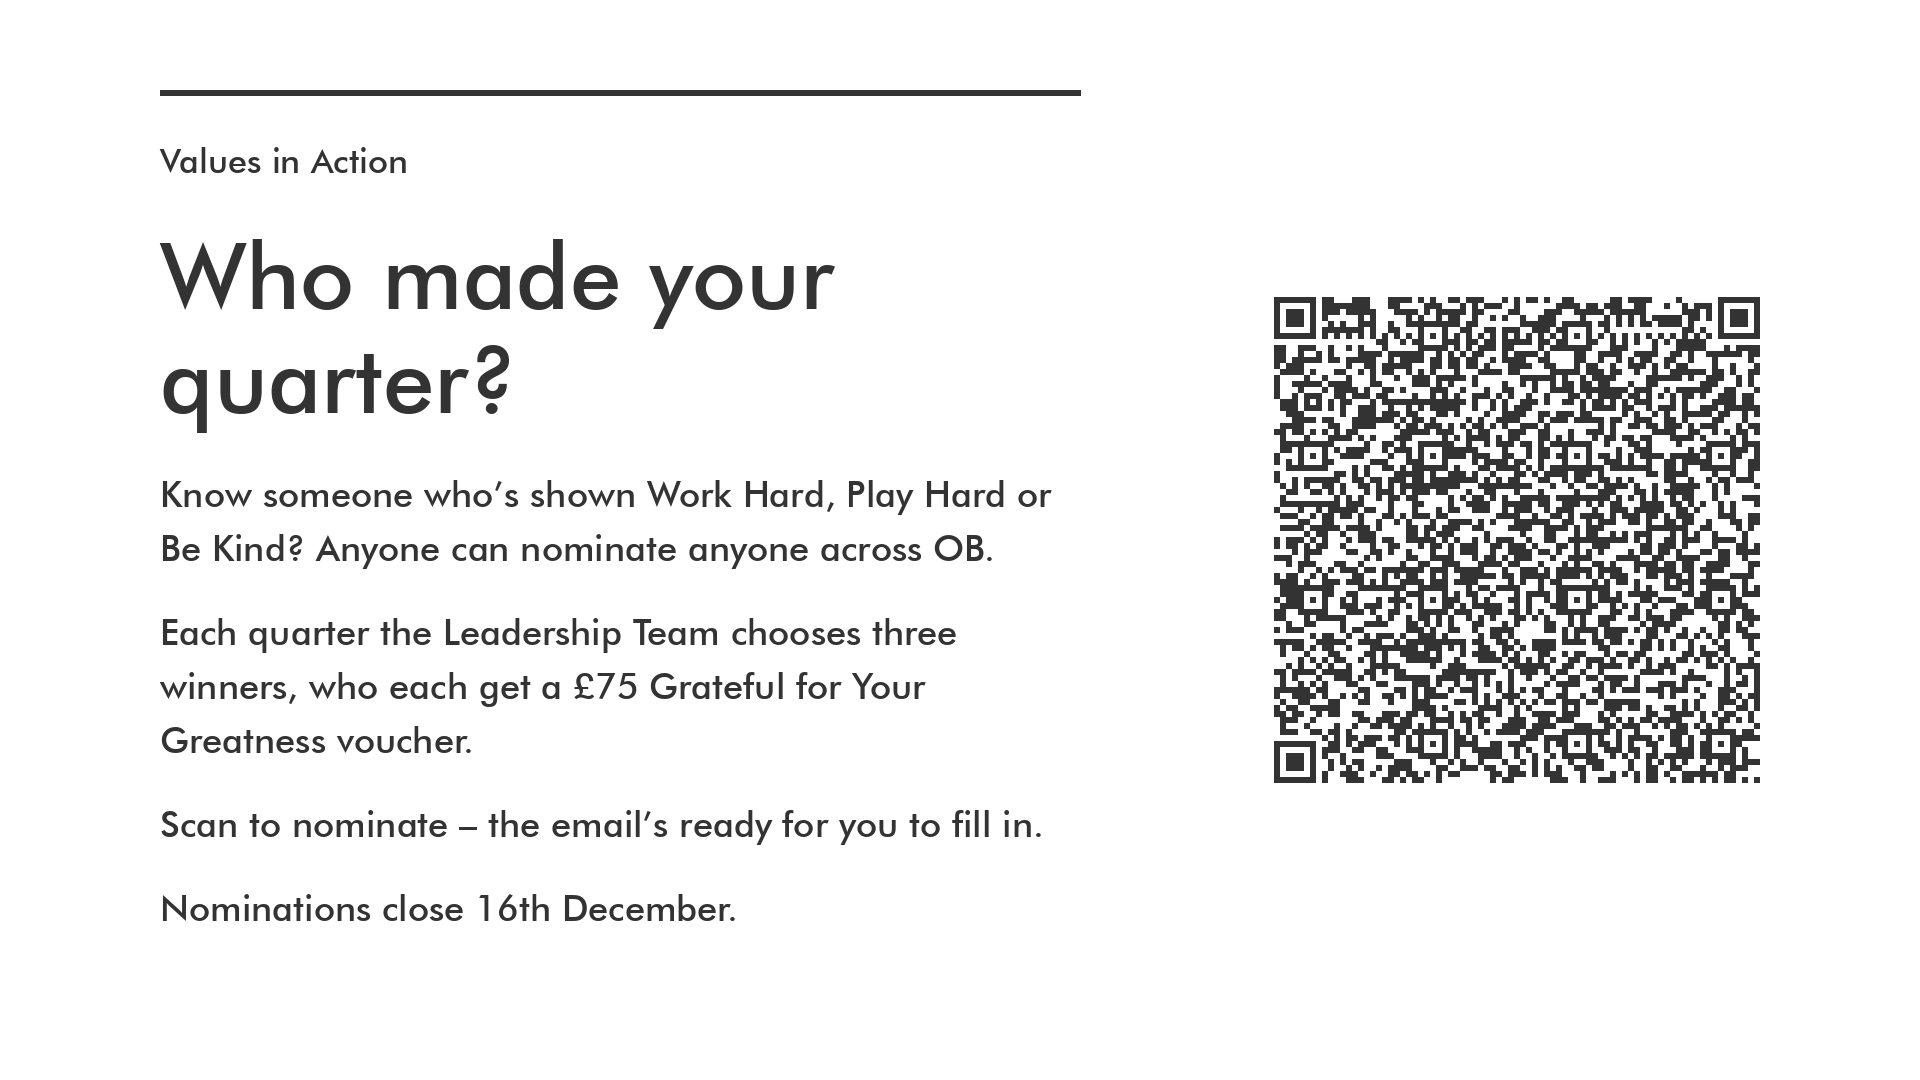 Values in Action
Who made your
quarter?
Know someone who’s shown Work Hard, Play Hard or
Be Kind? Anyone can nominate anyone across OB.
Each quarter the Leadership Team chooses three
winners, who each get a £75 Grateful for Your
Greatness voucher.
Scan to nominate – the email’s ready for you to fill in.
Nominations close 16th December.